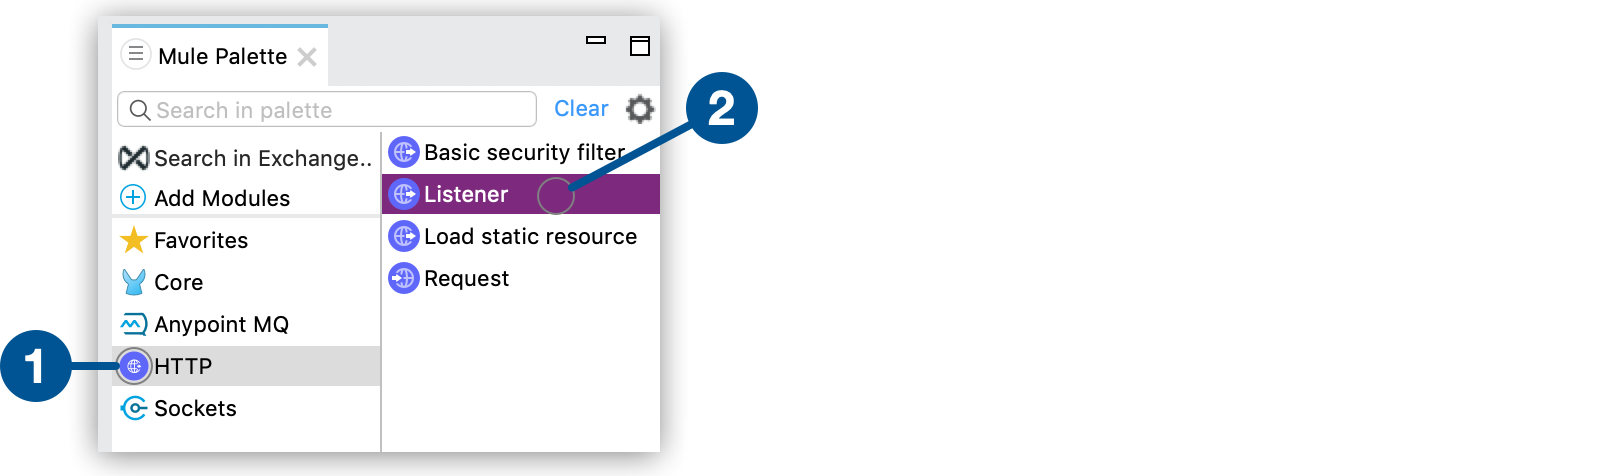 Mule Palette
Search in palette
Clear
2
Search in Exchange..
Add Modules
Favorites
Core
Anypoint MQ
1
HTTP
Sockets
Basic security filter
Listener
Load static resource
Request